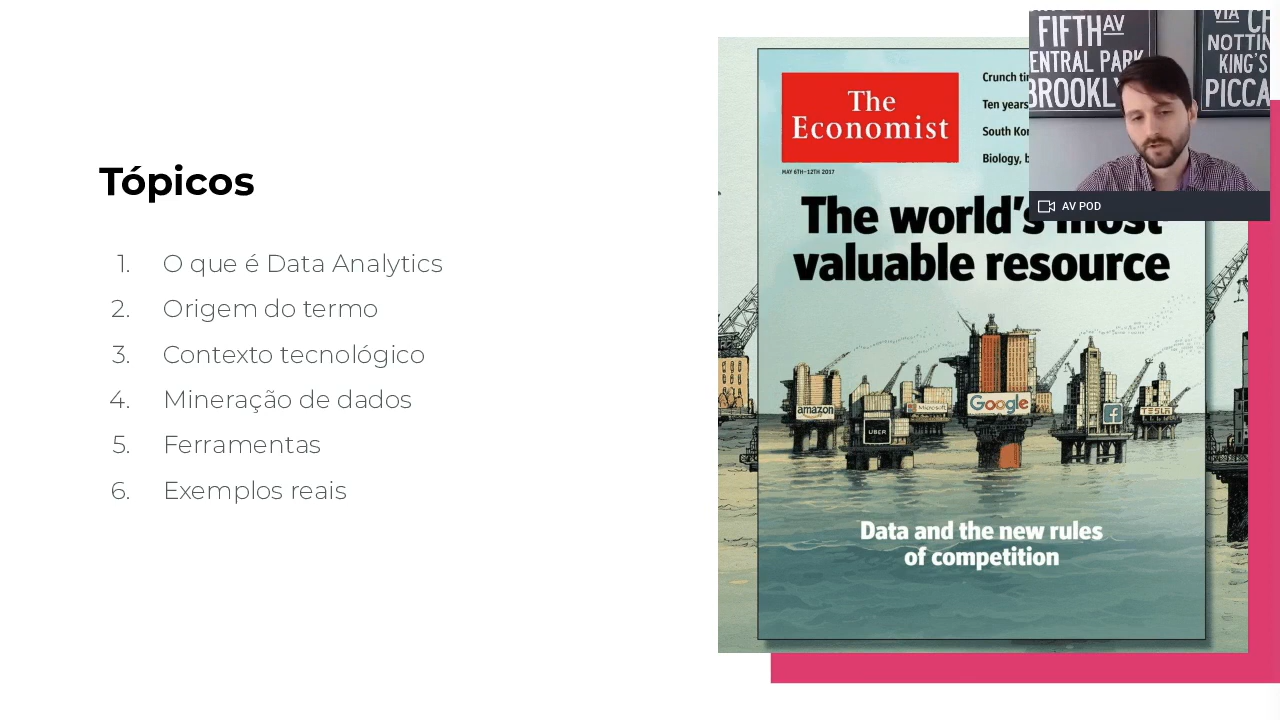 Tópicos
1. O que é Data Analytics
2. Origem do termo
3. Contexto tecnológico
4. Mineração de dados
5. Ferramentas
6. Exemplos reais
The
Economist
MAY 6TH–12TH 2017
Crunch
Ten years
South
Biology,
The world's most
valuable resource
amazon
UBER
Microsoft
Google
f
TESLA
Data and the new rules
of competition
FIFTH AV
CENTRAL PARK
BROOKLY
VIA
NOTTIN
KING'S
PICCA
AV POD